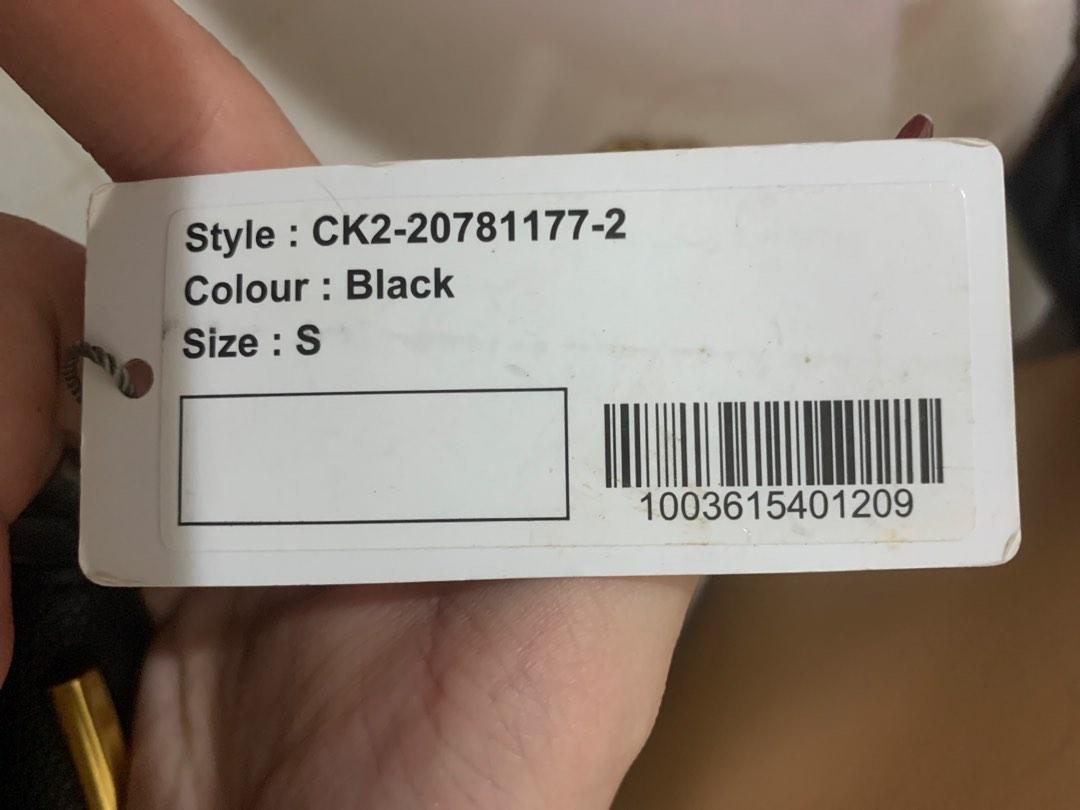 Style : CK2-20781177-2
Colour : Black
Size : S
1003615401209